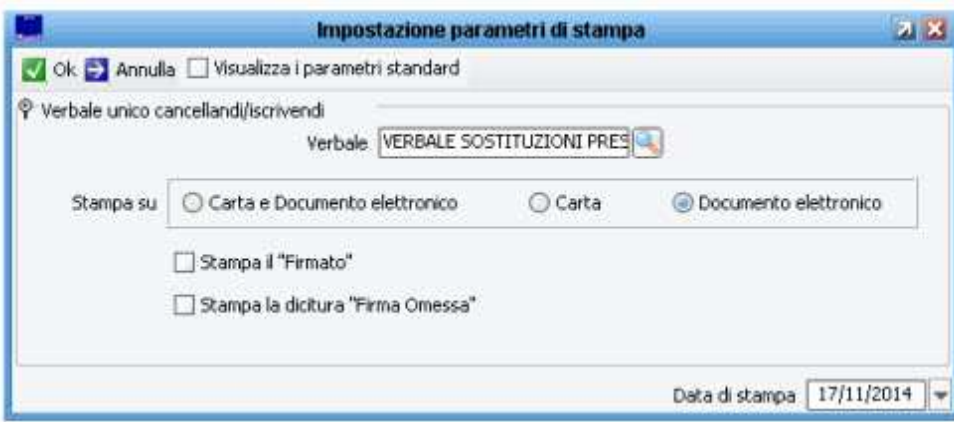 Impostazione parametri di stampa
Ok Annulla Visualizza i parametri standard
Verbale unico cancellandi/iscrivendi
Verbale VERBALE SOSTITUZIONI PRES
Stampa su Carta e Documento elettronico Carta Documento elettronico
Stampa il "Firmato"
Stampa la dicitura "Firma Omessa"
Data di stampa 17/11/2014